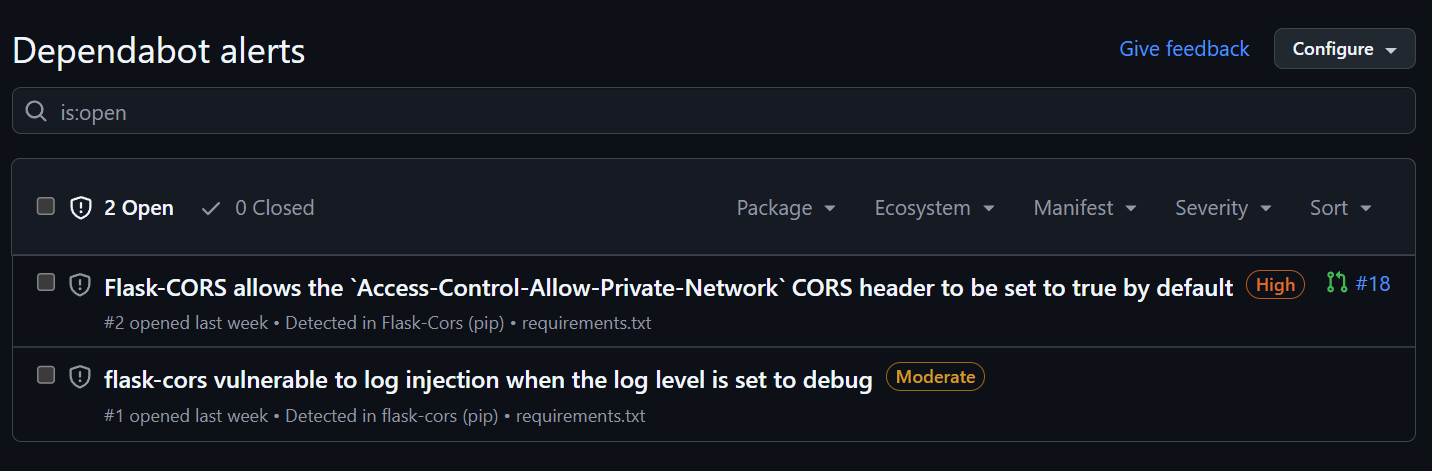 Dependabot alerts
Give feedback
Configure
is:open
2 Open
0 Closed
Package
Ecosystem
Manifest
Severity
Sort
Flask-CORS allows the `Access-Control-Allow-Private-Network` CORS header to be set to true by default High #18
#2 opened last week • Detected in Flask-Cors (pip) • requirements.txt
flask-cors vulnerable to log injection when the log level is set to debug Moderate
#1 opened last week • Detected in flask-cors (pip) • requirements.txt